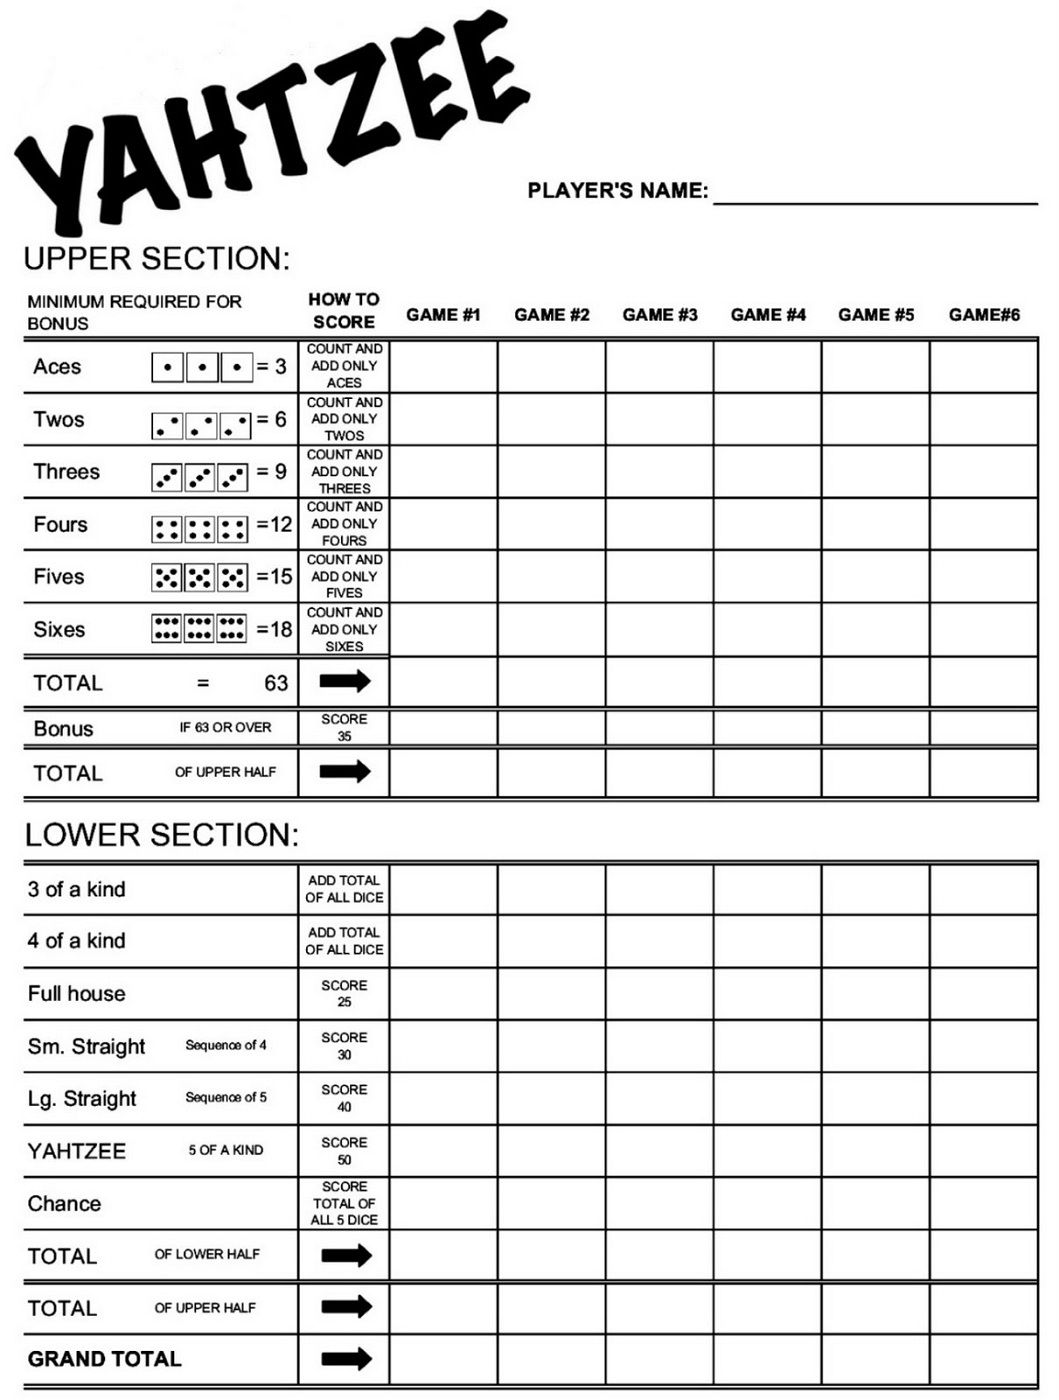 YAHTZEE
PLAYER'S NAME:
UPPER SECTION:
MINIMUM REQUIRED FOR
BONUS
HOW TO
SCORE
GAME #1 GAME #2 GAME #3 GAME #4 GAME #5 GAME#6
Aces = 3
COUNT AND
ADD ONLY
ACES
Twos = 6
COUNT AND
ADD ONLY
TWOS
Threes = 9
COUNT AND
ADD ONLY
THREES
Fours =12
COUNT AND
ADD ONLY
FOURS
Fives =15
COUNT AND
ADD ONLY
FIVES
Sixes =18
COUNT AND
ADD ONLY
SIXES
TOTAL = 63
Bonus IF 63 OR OVER
SCORE
35
TOTAL OF UPPER HALF
LOWER SECTION:
3 of a kind
ADD TOTAL
OF ALL DICE
4 of a kind
ADD TOTAL
OF ALL DICE
Full house
SCORE
25
Sm. Straight Sequence of 4
SCORE
30
Lg. Straight Sequence of 5
SCORE
40
YAHTZEE 5 OF A KIND
SCORE
50
Chance
SCORE
TOTAL OF
ALL 5 DICE
TOTAL OF LOWER HALF
TOTAL OF UPPER HALF
GRAND TOTAL